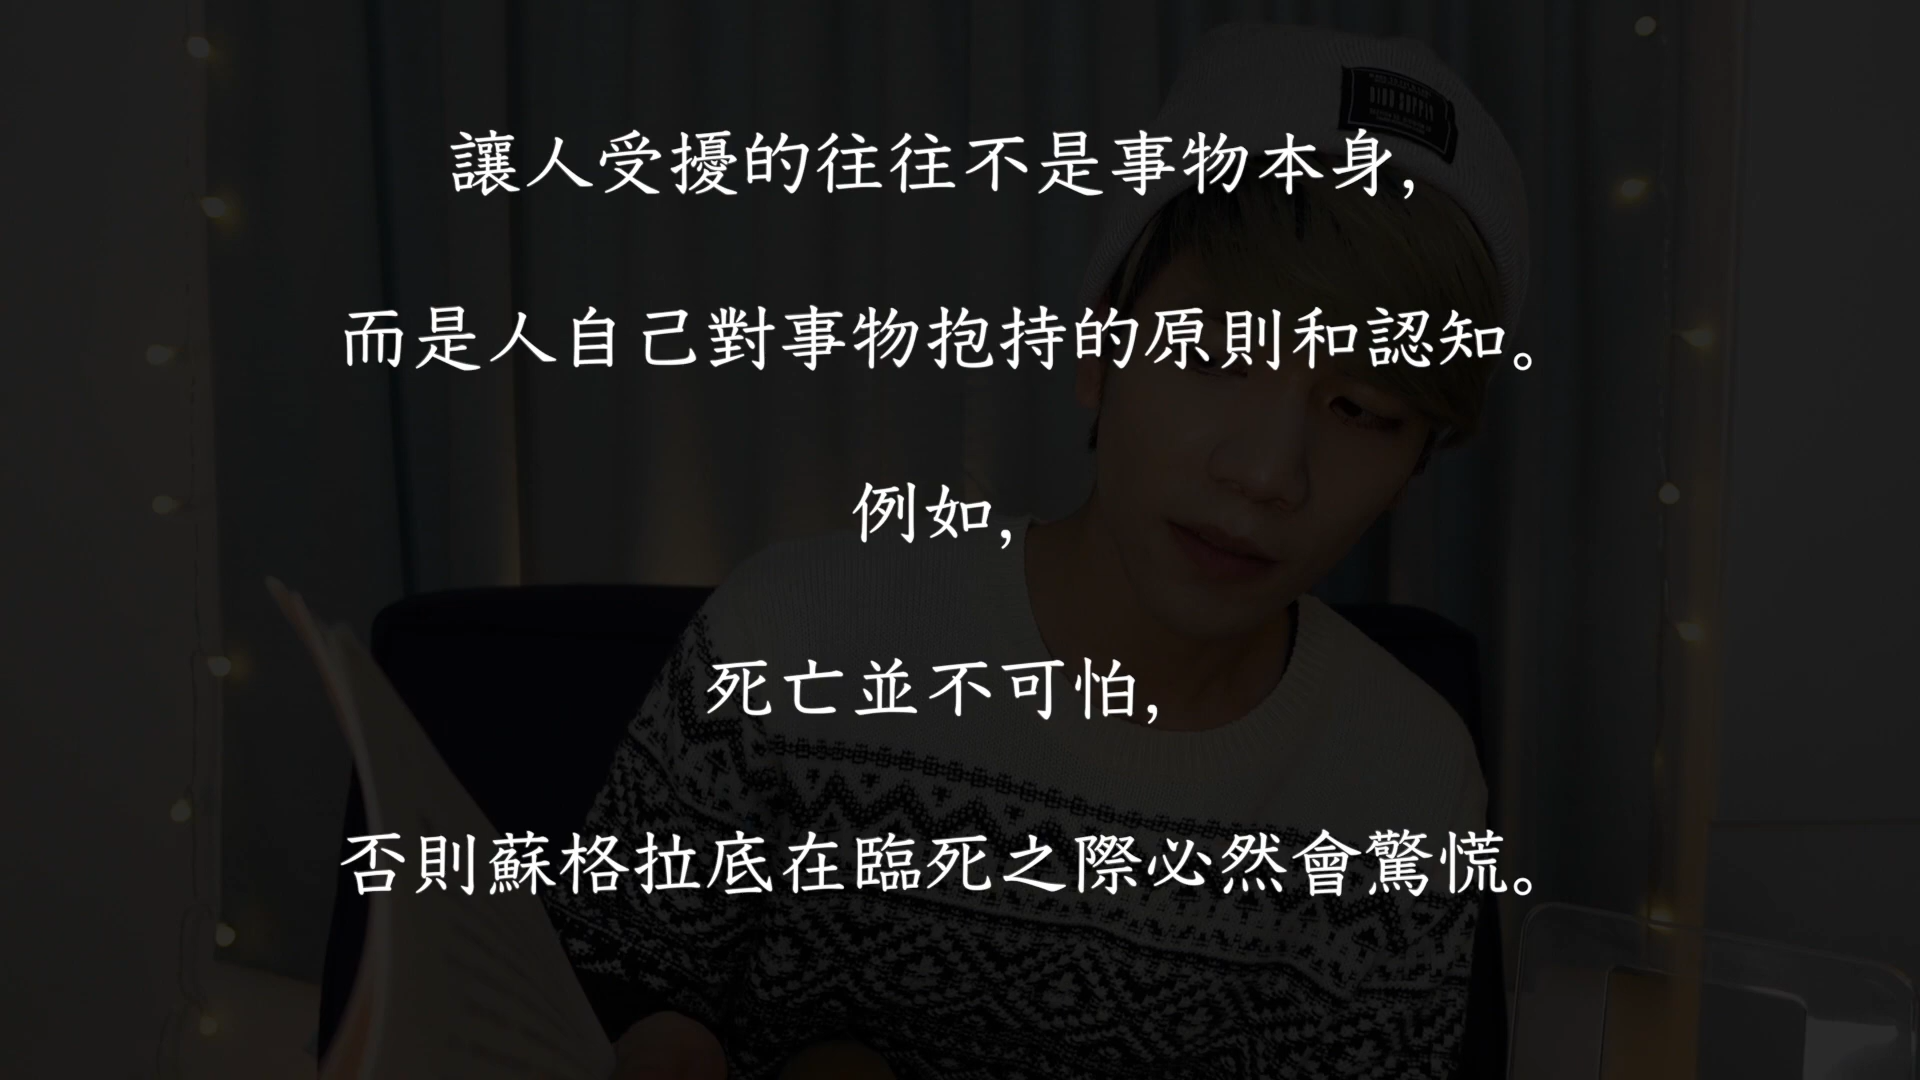 讓人受擾的往往不是事物本身,
而是人自己對事物抱持的原則和認知。
例如,
死亡並不可怕,
否則蘇格拉底在臨死之際必然會驚慌。